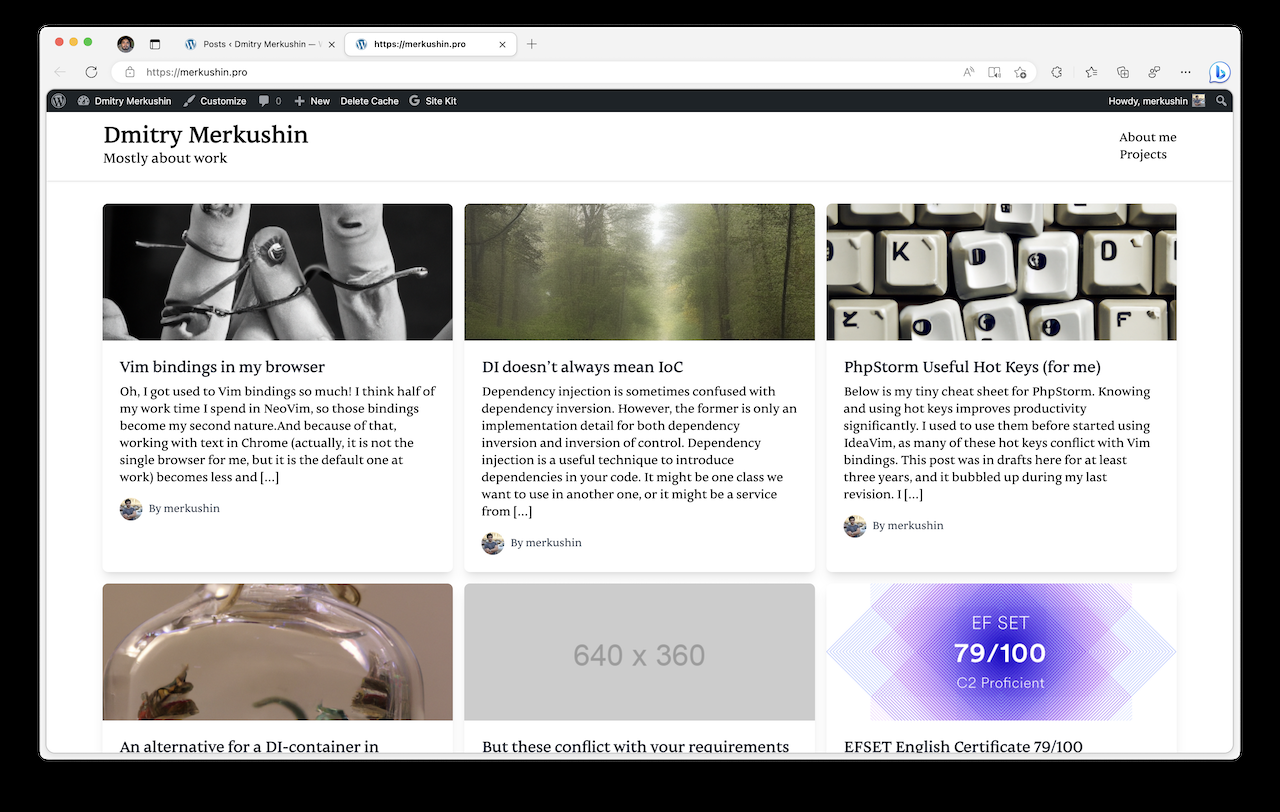 Posts ‹ Dmitry Merkushin —
https://merkushin.pro
https://merkushin.pro
Dmitry Merkushin Customize 0 New Delete Cache Site Kit Howdy, merkushin
Dmitry Merkushin
Mostly about work
About me
Projects
K D
Z F
Vim bindings in my browser
Oh, I got used to Vim bindings so much! I think half of
my work time I spend in NeoVim, so those bindings
become my second nature.And because of that,
working with text in Chrome (actually, it is not the
single browser for me, but it is the default one at
work) becomes less and [...]
By merkushin
DI doesn’t always mean IoC
Dependency injection is sometimes confused with
dependency inversion. However, the former is only an
implementation detail for both dependency
inversion and inversion of control. Dependency
injection is a useful technique to introduce
dependencies in your code. It might be one class we
want to use in another one, or it might be a service
from [...]
By merkushin
PhpStorm Useful Hot Keys (for me)
Below is my tiny cheat sheet for PhpStorm. Knowing
and using hot keys improves productivity
significantly. I used to use them before started using
IdeaVim, as many of these hot keys conflict with Vim
bindings. This post was in drafts here for at least
three years, and it bubbled up during my last
revision. I [...]
By merkushin
640 x 360
EF SET
79/100
C2 Proficient
An alternative for a DI-container in
But these conflict with your requirements
EFSET English Certificate 79/100